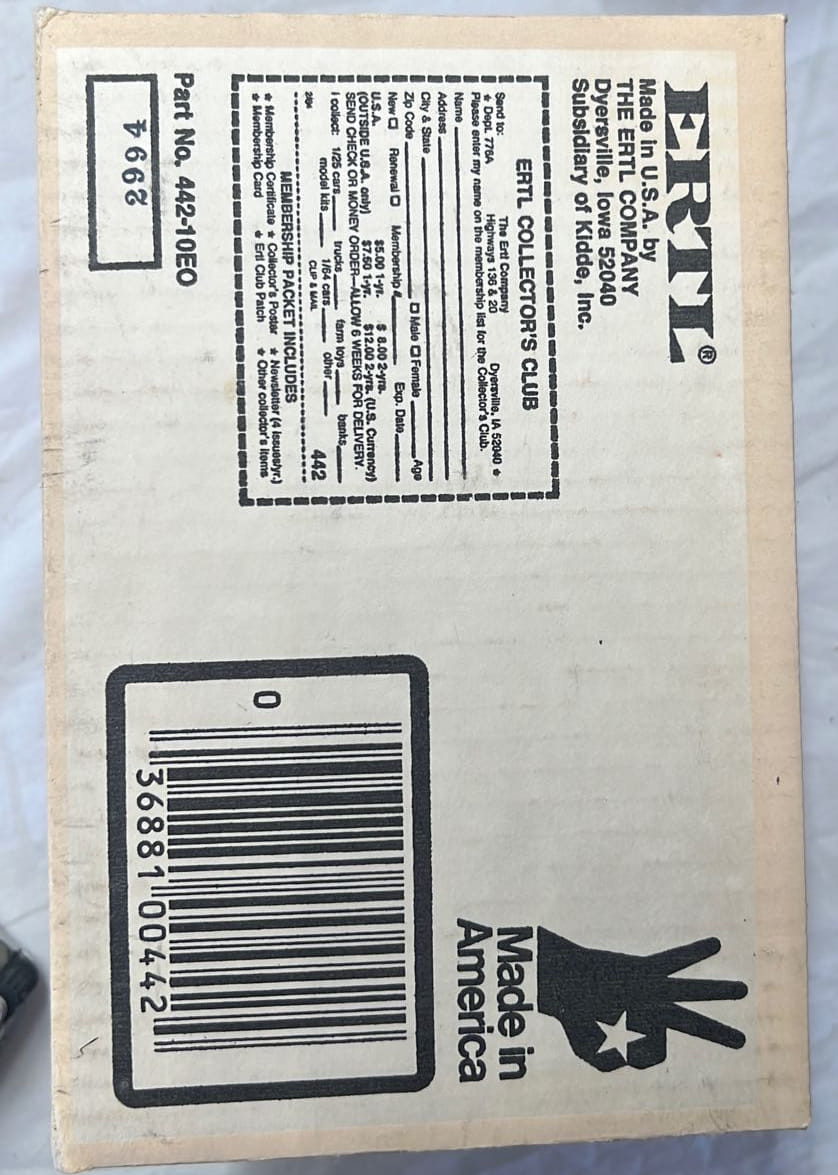 ERTL®
Made in U.S.A. by
THE ERTL COMPANY
Dyersville, Iowa 52040
Subsidiary of Kidde, Inc.
ERTL COLLECTOR'S CLUB
Send to: The Ertl Company
★ Dept. 776A Highways 136 & 20 Dyersville, IA 52040 ★
Please enter my name on the membership list for the Collector's Club.
Name
Address
City & State
Zip Code ☐ Male ☐ Female Age
New ☐ Renewal ☐ Membership # Exp. Date
U.S.A. $5.00 1-yr. $ 8.00 2-yrs.
(OUTSIDE U.S.A. only) $7.50 1-yr. $12.00 2-yrs. (U.S. Currency)
SEND CHECK OR MONEY ORDER—ALLOW 6 WEEKS FOR DELIVERY.
I collect: 1/25 cars trucks farm toys banks
model kits 1/64 cars other
CLIP & MAIL 442
MEMBERSHIP PACKET INCLUDES
★ Membership Certificate ★ Collector's Poster ★ Newsletter (4 issues/yr.)
★ Membership Card ★ Ertl Club Patch ★ Other collector's items
Part No. 442-10EO
2994
Made in
America
0 36881 00442